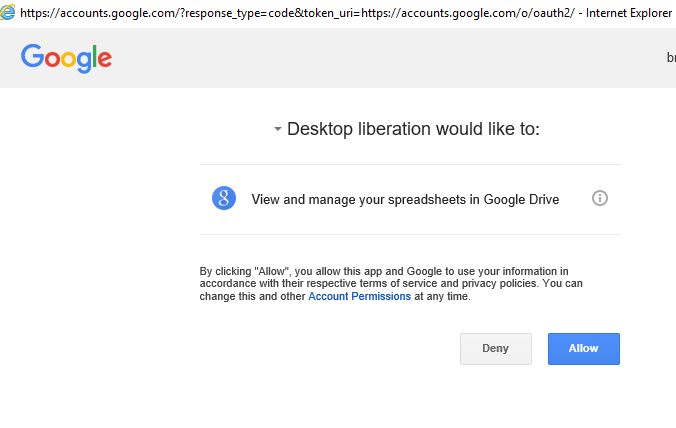 https://accounts.google.com/?response_type=code&token_uri=https://accounts.google.com/o/oauth2/ - Internet Explorer
Google
br
Desktop liberation would like to:
g
View and manage your spreadsheets in Google Drive
By clicking "Allow", you allow this app and Google to use your information in
accordance with their respective terms of service and privacy policies. You can
change this and other Account Permissions at any time.
Deny
Allow